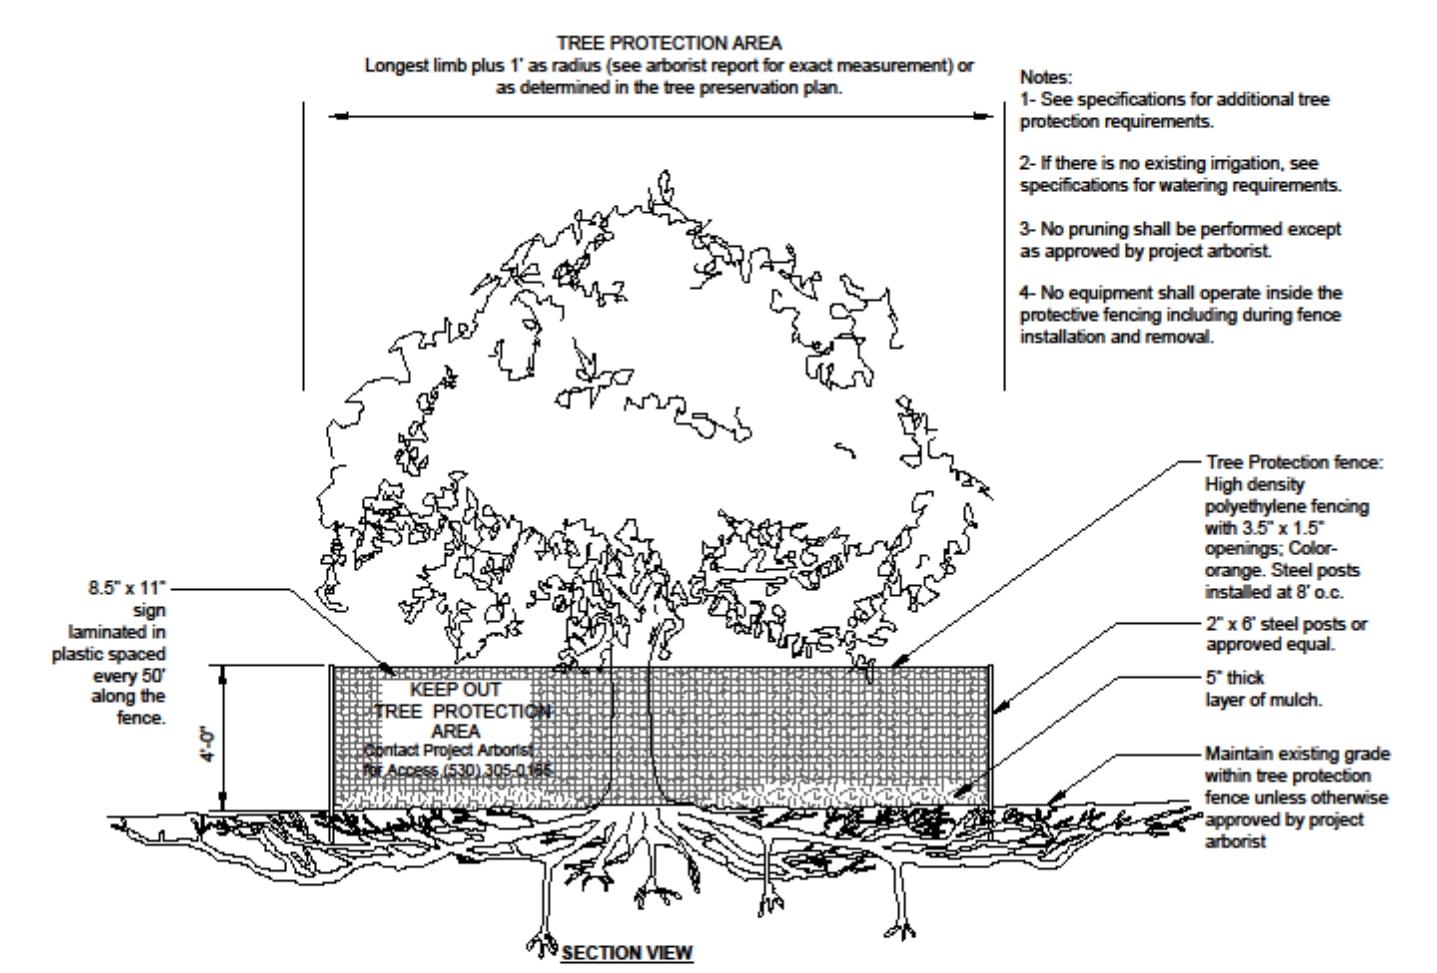 TREE PROTECTION AREA
Longest limb plus 1' as radius (see arborist report for exact measurement) or
as determined in the tree preservation plan.
Notes:
1- See specifications for additional tree
protection requirements.
2- If there is no existing irrigation, see
specifications for watering requirements.
3- No pruning shall be performed except
as approved by project arborist.
4- No equipment shall operate inside the
protective fencing including during fence
installation and removal.
Tree Protection fence:
High density
polyethylene fencing
with 3.5" x 1.5"
openings; Color-
orange. Steel posts
installed at 8' o.c.
2" x 6' steel posts or
approved equal.
5" thick
layer of mulch.
Maintain existing grade
within tree protection
fence unless otherwise
approved by project
arborist
8.5" x 11"
sign
laminated in
plastic spaced
every 50'
along the
fence.
4'-0"
KEEP OUT
TREE PROTECTION
AREA
Contact Project Arborist
for Access (530) 305-0165
SECTION VIEW